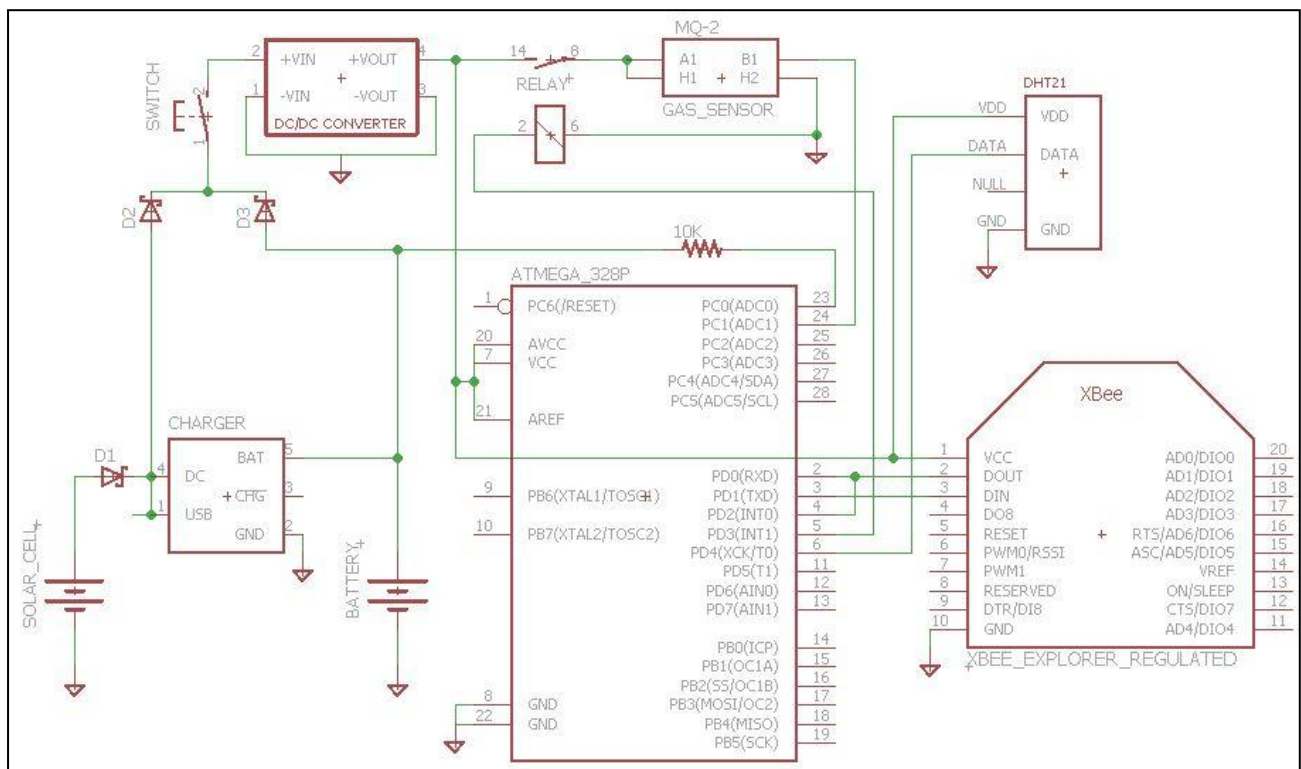 MQ-2
2 +VIN +VOUT 4
1 -VIN -VOUT 3
DC/DC CONVERTER
SWITCH
2
1
14 8
RELAY
A1 B1
H1 H2
GAS_SENSOR
2 6
DHT21
VDD VDD
DATA DATA
NULL
GND GND
D2
D3
10K
ATMEGA_328P
1 PC6(/RESET)
20 AVCC
7 VCC
21 AREF
9 PB6(XTAL1/TOSC1)
10 PB7(XTAL2/TOSC2)
8 GND
22 GND
PC0(ADC0) 23
PC1(ADC1) 24
PC2(ADC2) 25
PC3(ADC3) 26
PC4(ADC4/SDA) 27
PC5(ADC5/SCL) 28
PD0(RXD) 2
PD1(TXD) 3
PD2(INT0) 4
PD3(INT1) 5
PD4(XCK/T0) 6
PD5(T1) 11
PD6(AIN0) 12
PD7(AIN1) 13
PB0(ICP) 14
PB1(OC1A) 15
PB2(SS/OC1B) 16
PB3(MOSI/OC2) 17
PB4(MISO) 18
PB5(SCK) 19
CHARGER
D1
4 DC BAT 5
CHG 3
1 USB
GND 2
SOLAR_CELL
BATTERY
XBee
1 VCC AD0/DIO0 20
2 DOUT AD1/DIO1 19
3 DIN AD2/DIO2 18
4 DO8 AD3/DIO3 17
5 RESET RTS/AD6/DIO6 16
6 PWM0/RSSI ASC/AD5/DIO5 15
7 PWM1 VREF 14
8 RESERVED ON/SLEEP 13
9 DTR/DI8 CTS/DIO7 12
10 GND AD4/DIO4 11
XBEE_EXPLORER_REGULATED